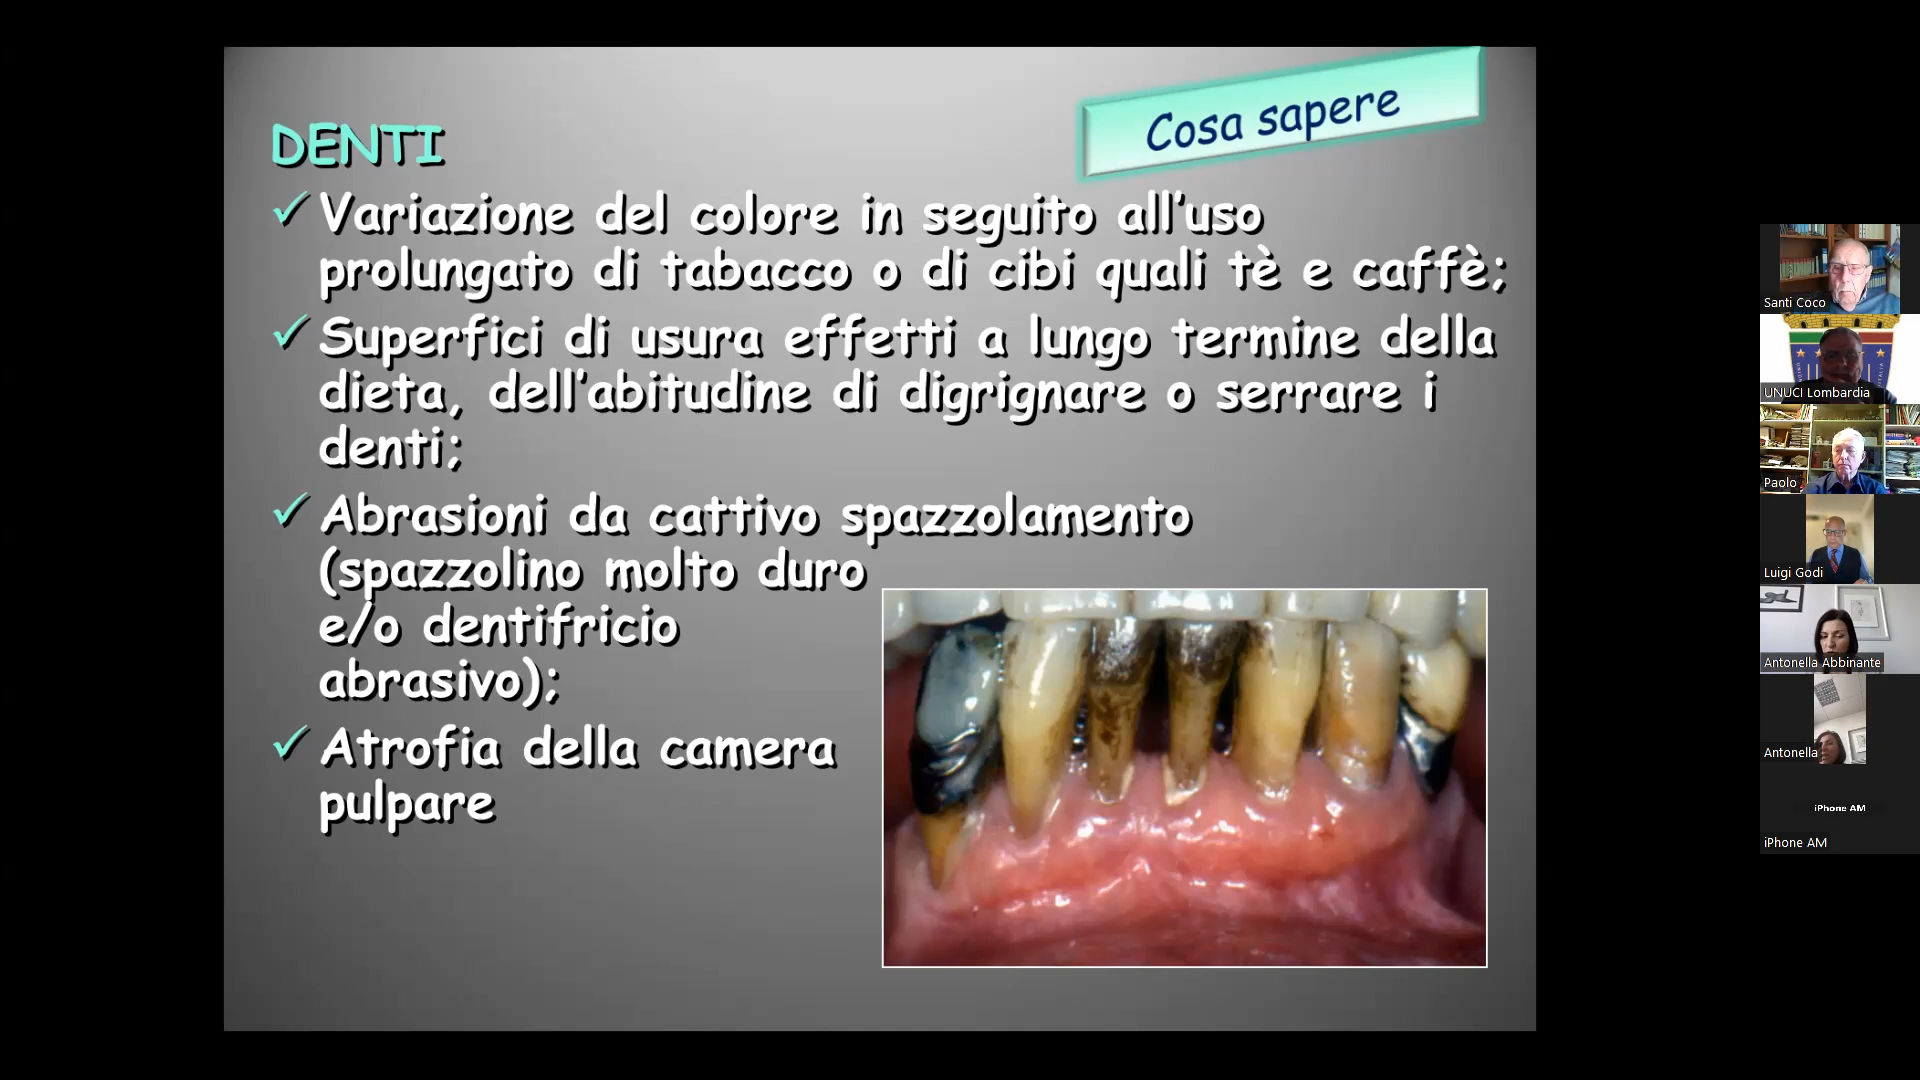 Cosa sapere
DENTI
✓ Variazione del colore in seguito all'uso
prolungato di tabacco o di cibi quali tè e caffè;
✓ Superfici di usura effetti a lungo termine della
dieta, dell'abitudine di digrignare o serrare i
denti;
✓ Abrasioni da cattivo spazzolamento
(spazzolino molto duro
e/o dentifricio
abrasivo);
✓ Atrofia della camera
pulpare
Santi Coco
UNUCI Lombardia
Paolo
Luigi Godi
Antonella Abbinante
Antonella
iPhone AM
iPhone AM